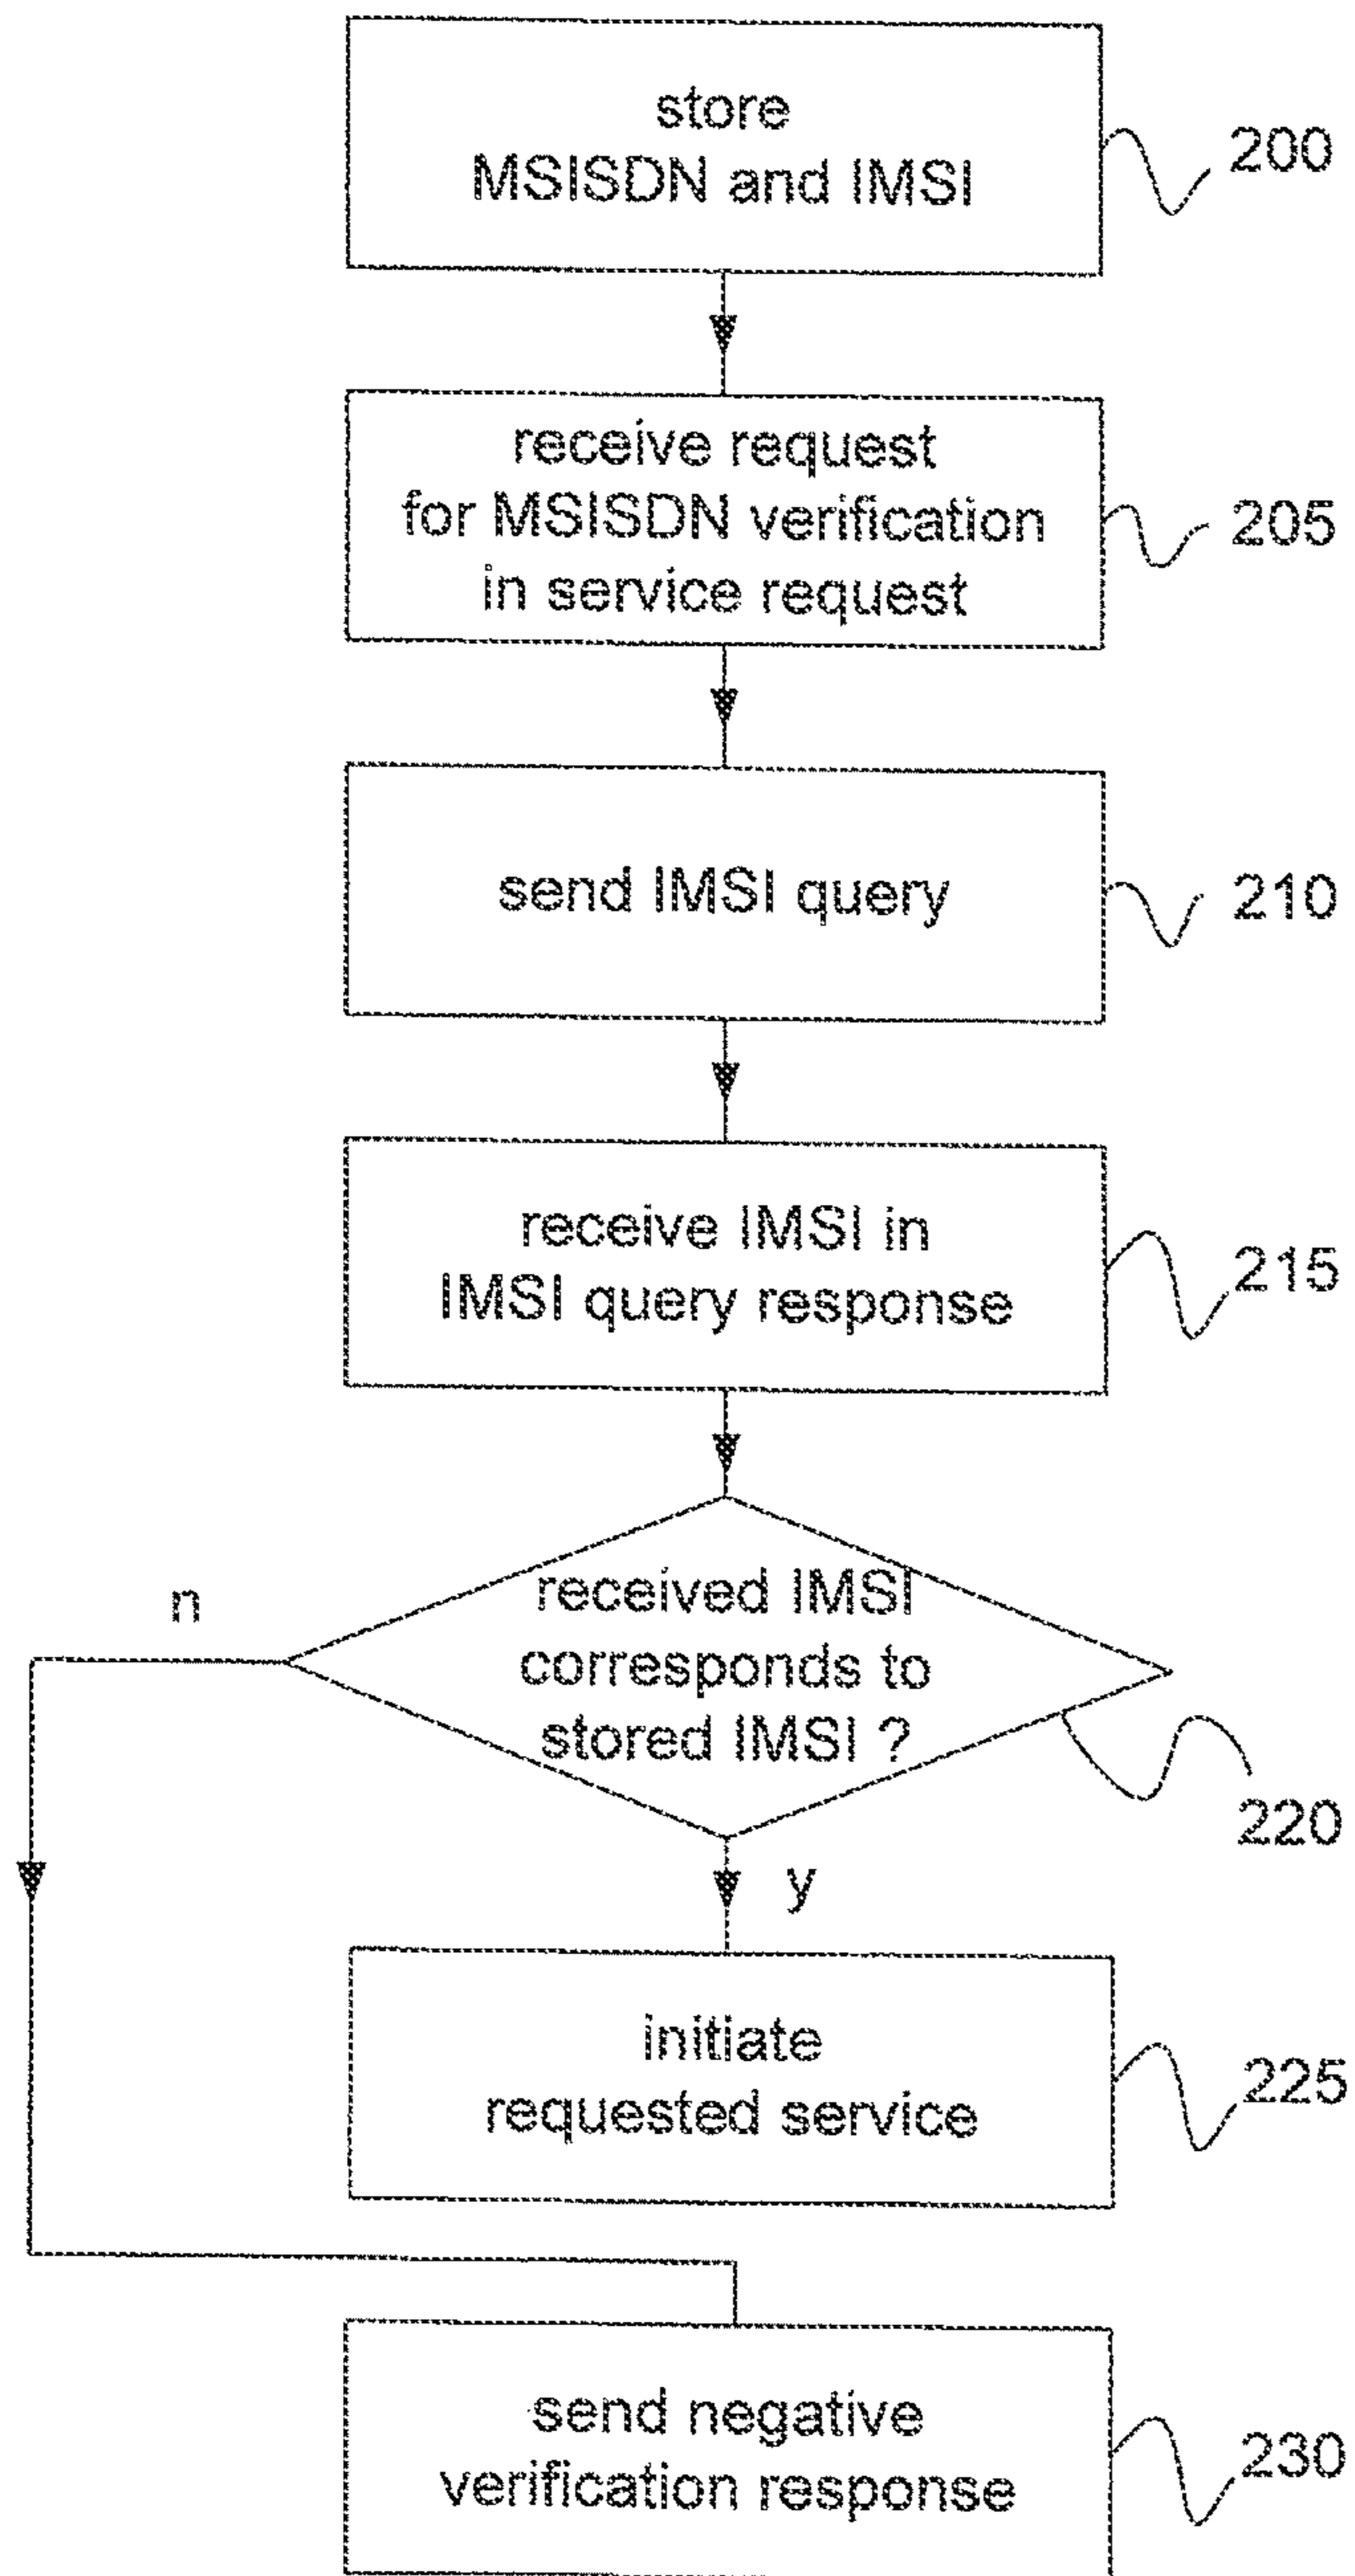 store
MSISDN and IMSI
200
receive request
for MSISDN verification
in service request
205
send IMSI query
210
receive IMSI in
IMSI query response
215
received IMSI
corresponds to
stored IMSI ?
n
220
y
initiate
requested service
225
send negative
verification response
230